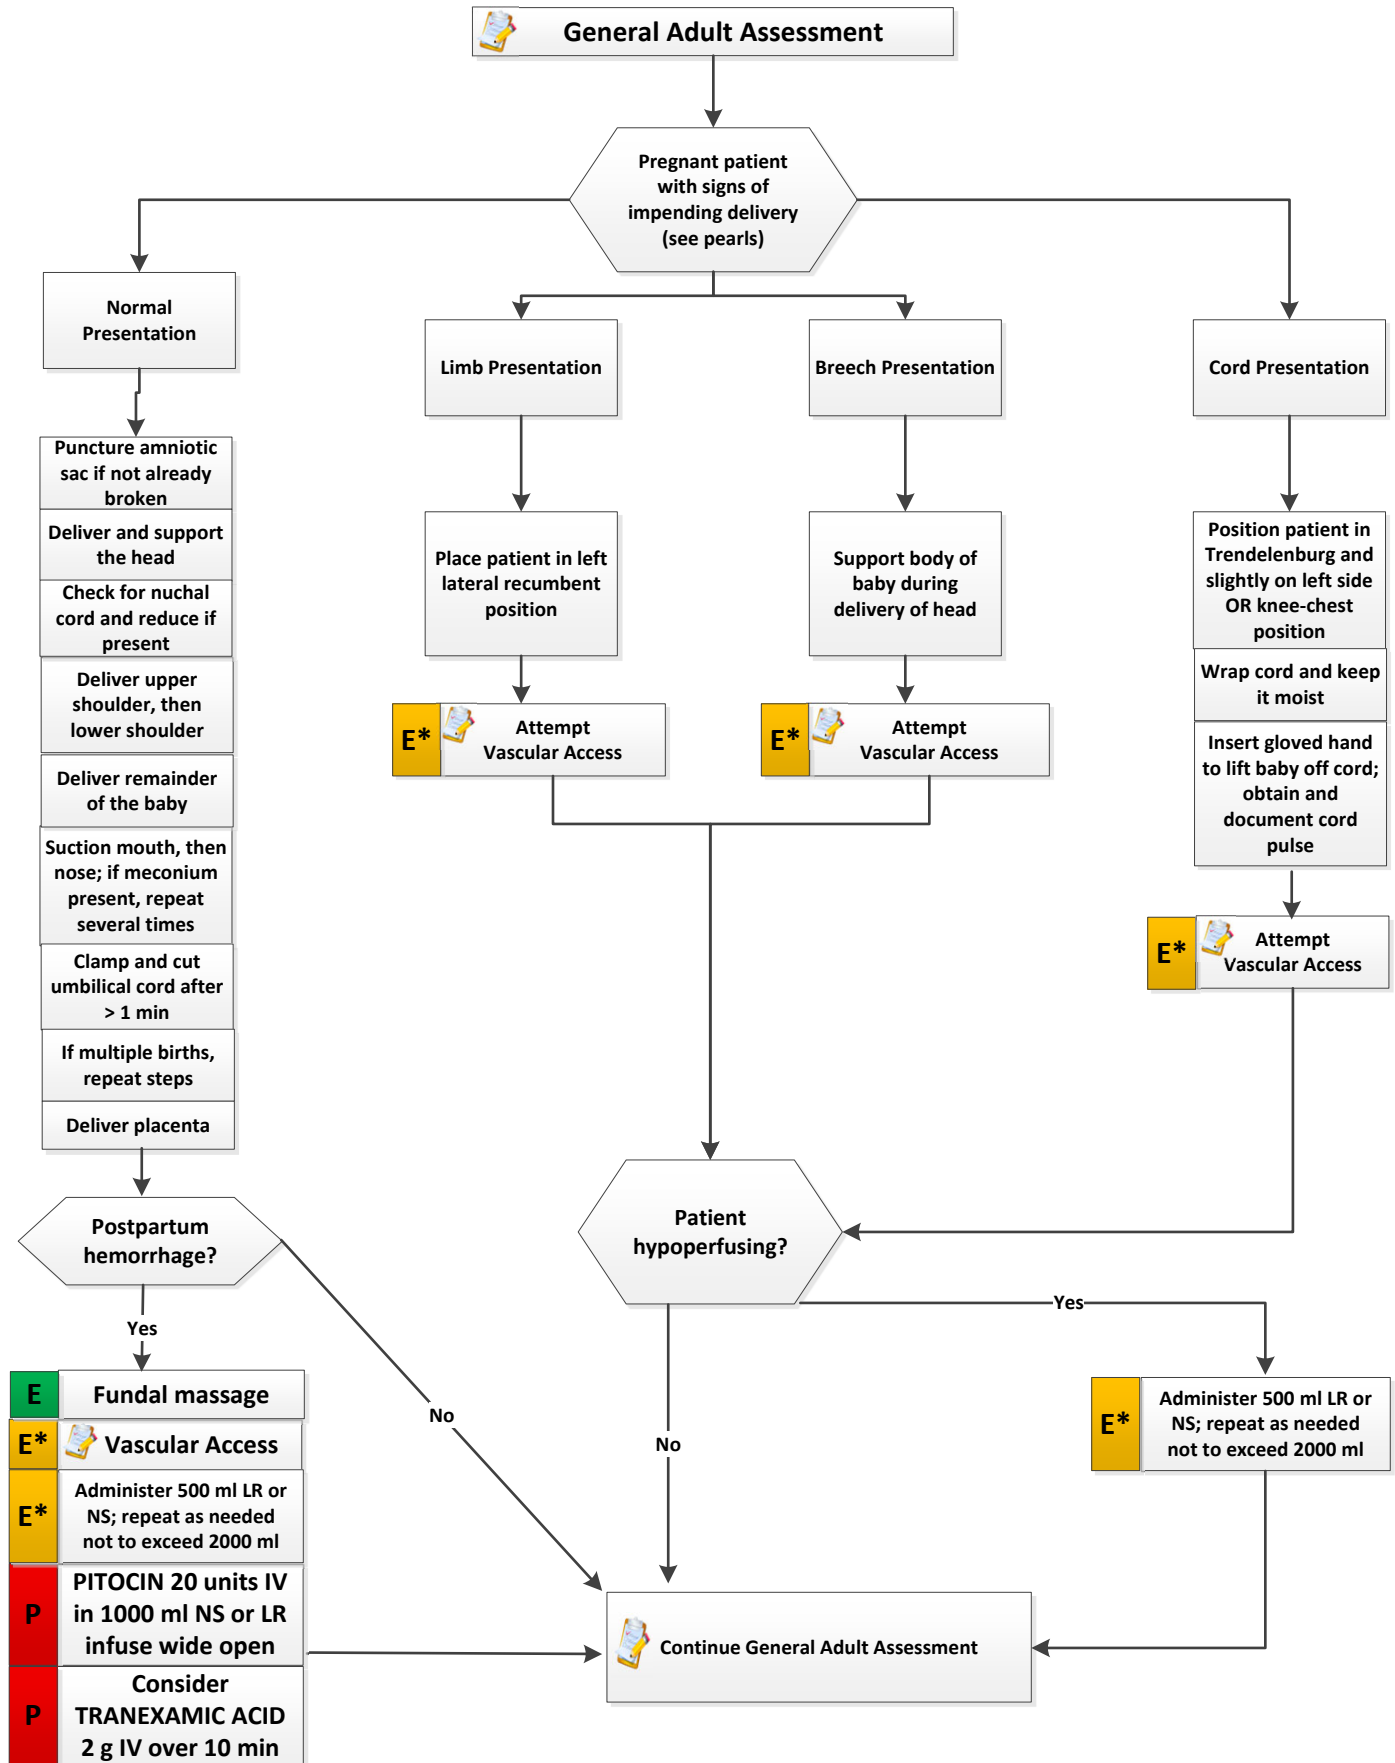 General Adult Assessment
Pregnant patient
with signs of
impending delivery
(see pearls)
Normal
Presentation
Puncture amniotic
sac if not already
broken
Deliver and support
the head
Check for nuchal
cord and reduce if
present
Deliver upper
shoulder, then
lower shoulder
Deliver remainder
of the baby
Suction mouth, then
nose; if meconium
present, repeat
several times
Clamp and cut
umbilical cord after
> 1 min
If multiple births,
repeat steps
Deliver placenta
Postpartum
hemorrhage?
Yes
No
E
Fundal massage
E*
Vascular Access
E*
Administer 500 ml LR or
NS; repeat as needed
not to exceed 2000 ml
P
PITOCIN 20 units IV
in 1000 ml NS or LR
infuse wide open
P
Consider
TRANEXAMIC ACID
2 g IV over 10 min
Limb Presentation
Place patient in left
lateral recumbent
position
E*
Attempt
Vascular Access
Breech Presentation
Support body of
baby during
delivery of head
E*
Attempt
Vascular Access
Cord Presentation
Position patient in
Trendelenburg and
slightly on left side
OR knee-chest
position
Wrap cord and keep
it moist
Insert gloved hand
to lift baby off cord;
obtain and
document cord
pulse
E*
Attempt
Vascular Access
Patient
hypoperfusing?
Yes
No
E*
Administer 500 ml LR or
NS; repeat as needed
not to exceed 2000 ml
Continue General Adult Assessment